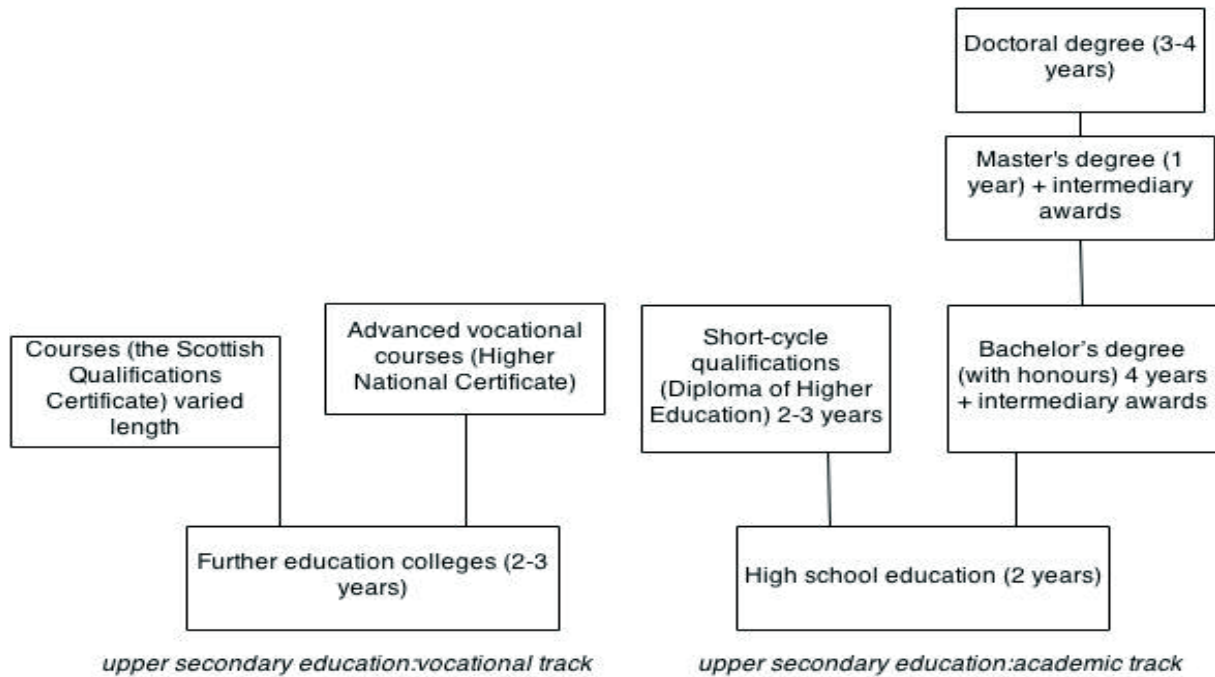 Doctoral degree (3-4
years)
Master's degree (1
year) + intermediary
awards
Courses (the Scottish
Qualifications
Certificate) varied
length
Advanced vocational
courses (Higher
National Certificate)
Short-cycle
qualifications
(Diploma of Higher
Education) 2-3 years
Bachelor’s degree
(with honours) 4 years
+ intermediary awards
Further education colleges (2-3
years)
High school education (2 years)
upper secondary education:vocational track
upper secondary education:academic track